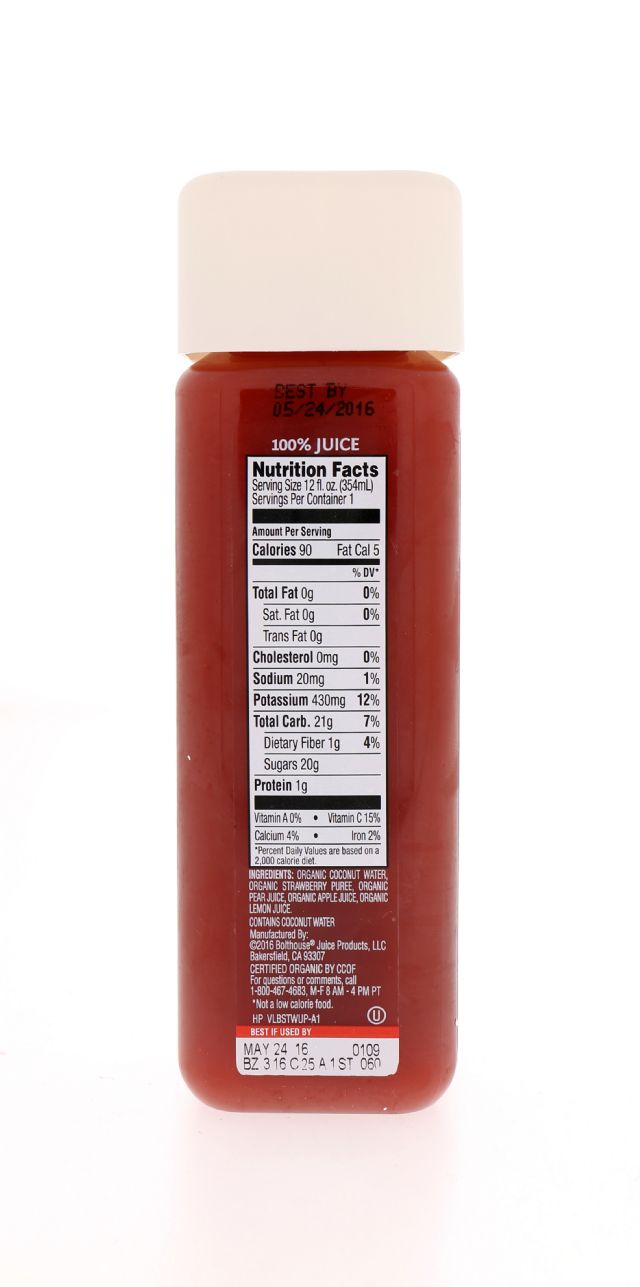 BEST BY
05/24/2016
100% JUICE
Nutrition Facts
Serving Size 12 fl. oz. (354mL)
Servings Per Container 1
Amount Per Serving
Calories 90 Fat Cal 5
% DV*
Total Fat 0g 0%
Sat. Fat 0g 0%
Trans Fat 0g
Cholesterol 0mg 0%
Sodium 20mg 1%
Potassium 430mg 12%
Total Carb. 21g 7%
Dietary Fiber 1g 4%
Sugars 20g
Protein 1g
Vitamin A 0% • Vitamin C 15%
Calcium 4% • Iron 2%
*Percent Daily Values are based on a
2,000 calorie diet.
INGREDIENTS: ORGANIC COCONUT WATER,
ORGANIC STRAWBERRY PUREE, ORGANIC
PEAR JUICE, ORGANIC APPLE JUICE, ORGANIC
LEMON JUICE.
CONTAINS COCONUT WATER
Manufactured By:
©2016 Bolthouse® Juice Products, LLC
Bakersfield, CA 93307
CERTIFIED ORGANIC BY CCOF
For questions or comments, call
1-800-467-4683, M-F 8 AM - 4 PM PT
*Not a low calorie food.
HP VLBSTWUP-A1 U
BEST IF USED BY
MAY 24 16 0109
BZ 316 C 25 A 1 ST 060